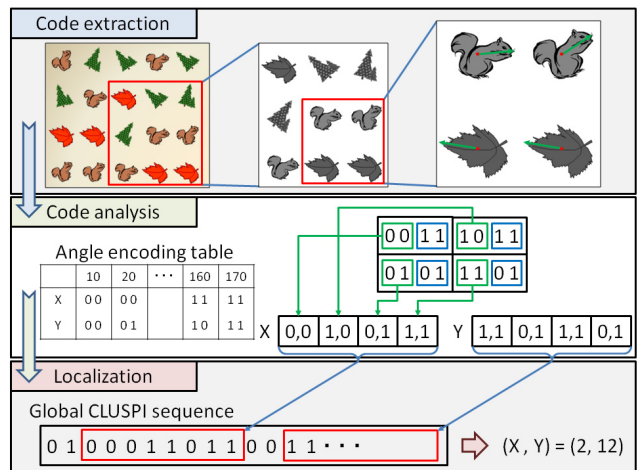 Code extraction
Code analysis
Angle encoding table
10 20 ··· 160 170
X 0 0 0 0 1 1 1 1
Y 0 0 0 1 1 0 1 1
0 0 1 1 1 0 1 1
0 1 0 1 1 1 0 1
X 0,0 1,0 0,1 1,1 Y 1,1 0,1 1,1 0,1
Localization
Global CLUSPI sequence
0 1 0 0 0 1 1 0 1 1 0 0 1 1 ··· (X , Y) = (2, 12)